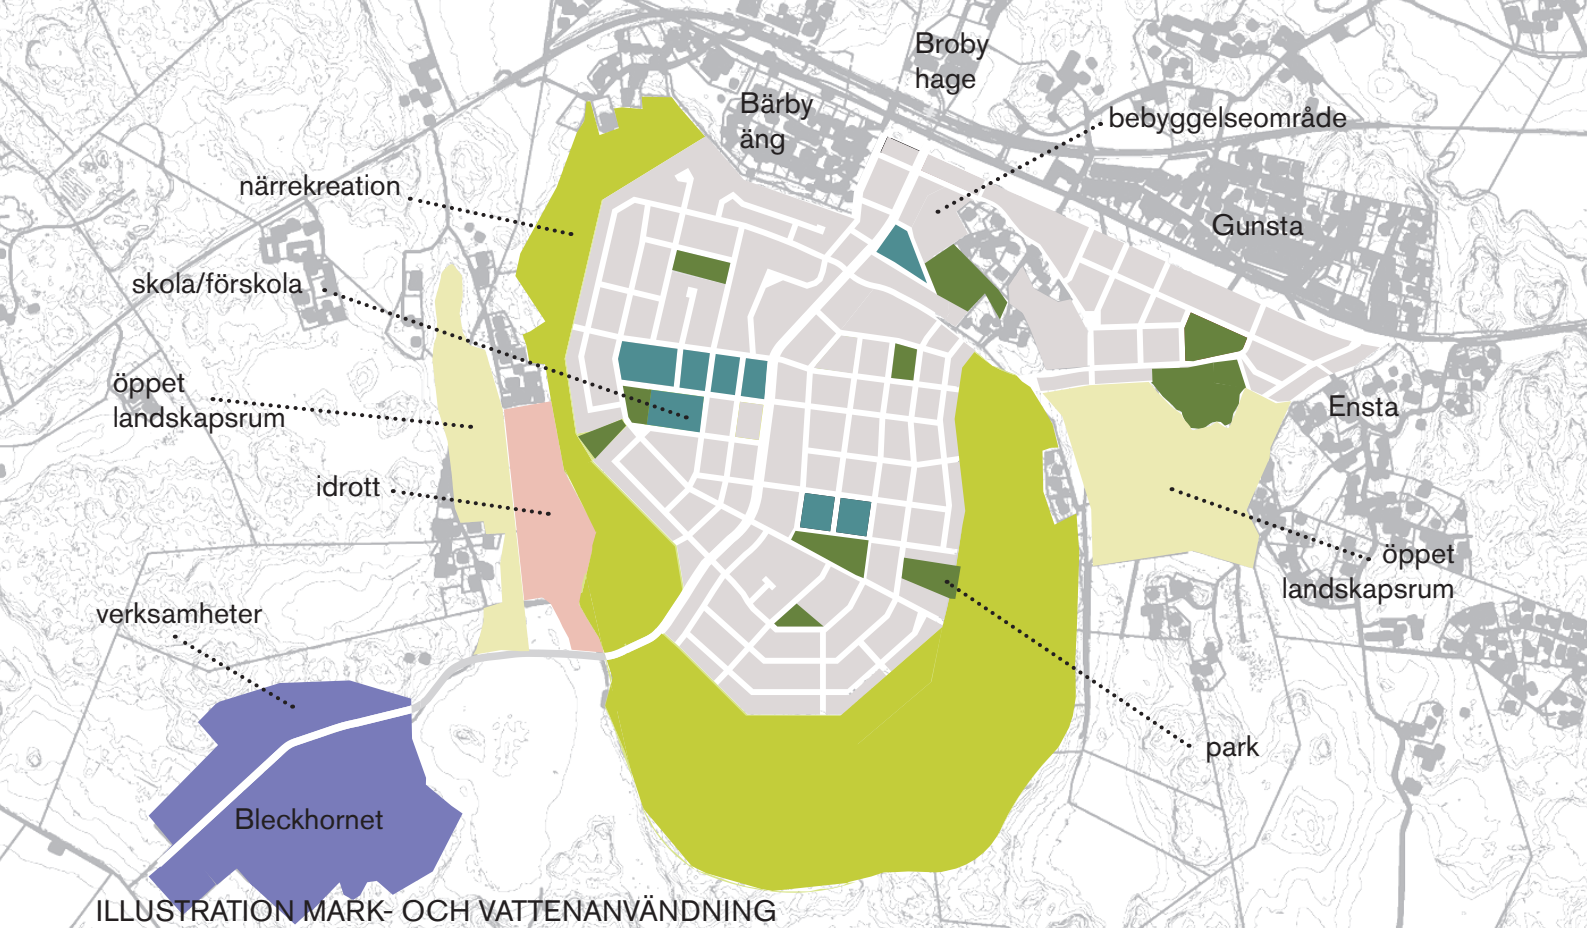 Broby
hage
Bärby
äng
bebyggelseområde
närrekreation
Gunsta
skola/förskola
öppet
landskapsrum
Ensta
idrott
öppet
landskapsrum
verksamheter
park
Bleckhornet
ILLUSTRATION MARK- OCH VATTENANVÄNDNING